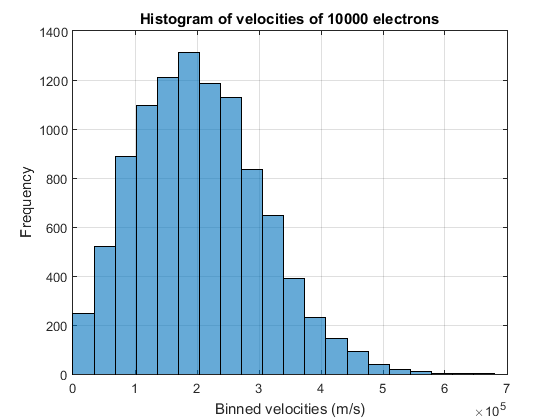 Histogram of velocities of 10000 electrons
1400
1200
1000
800
600
400
200
0
Frequency
0 1 2 3 4 5 6 7
×10^5
Binned velocities (m/s)